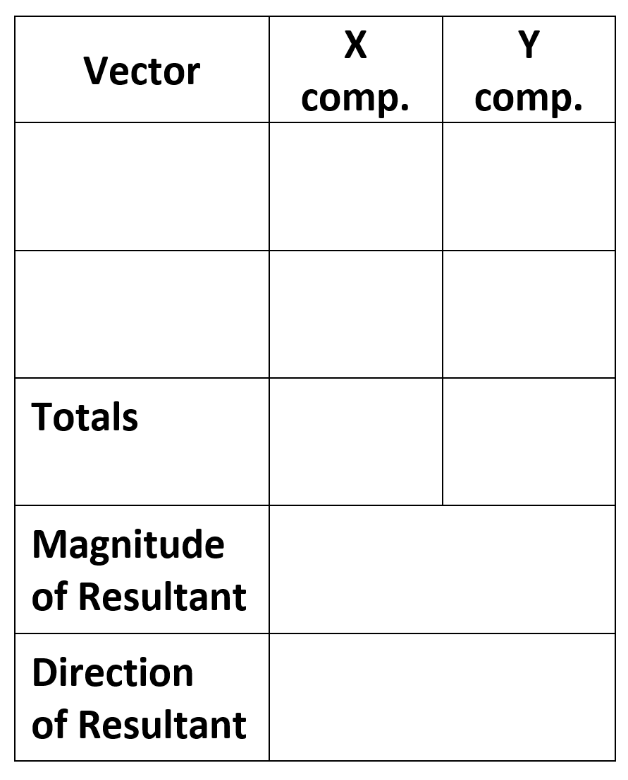 Vector
X
comp.
Y
comp.
Totals
Magnitude
of Resultant
Direction
of Resultant